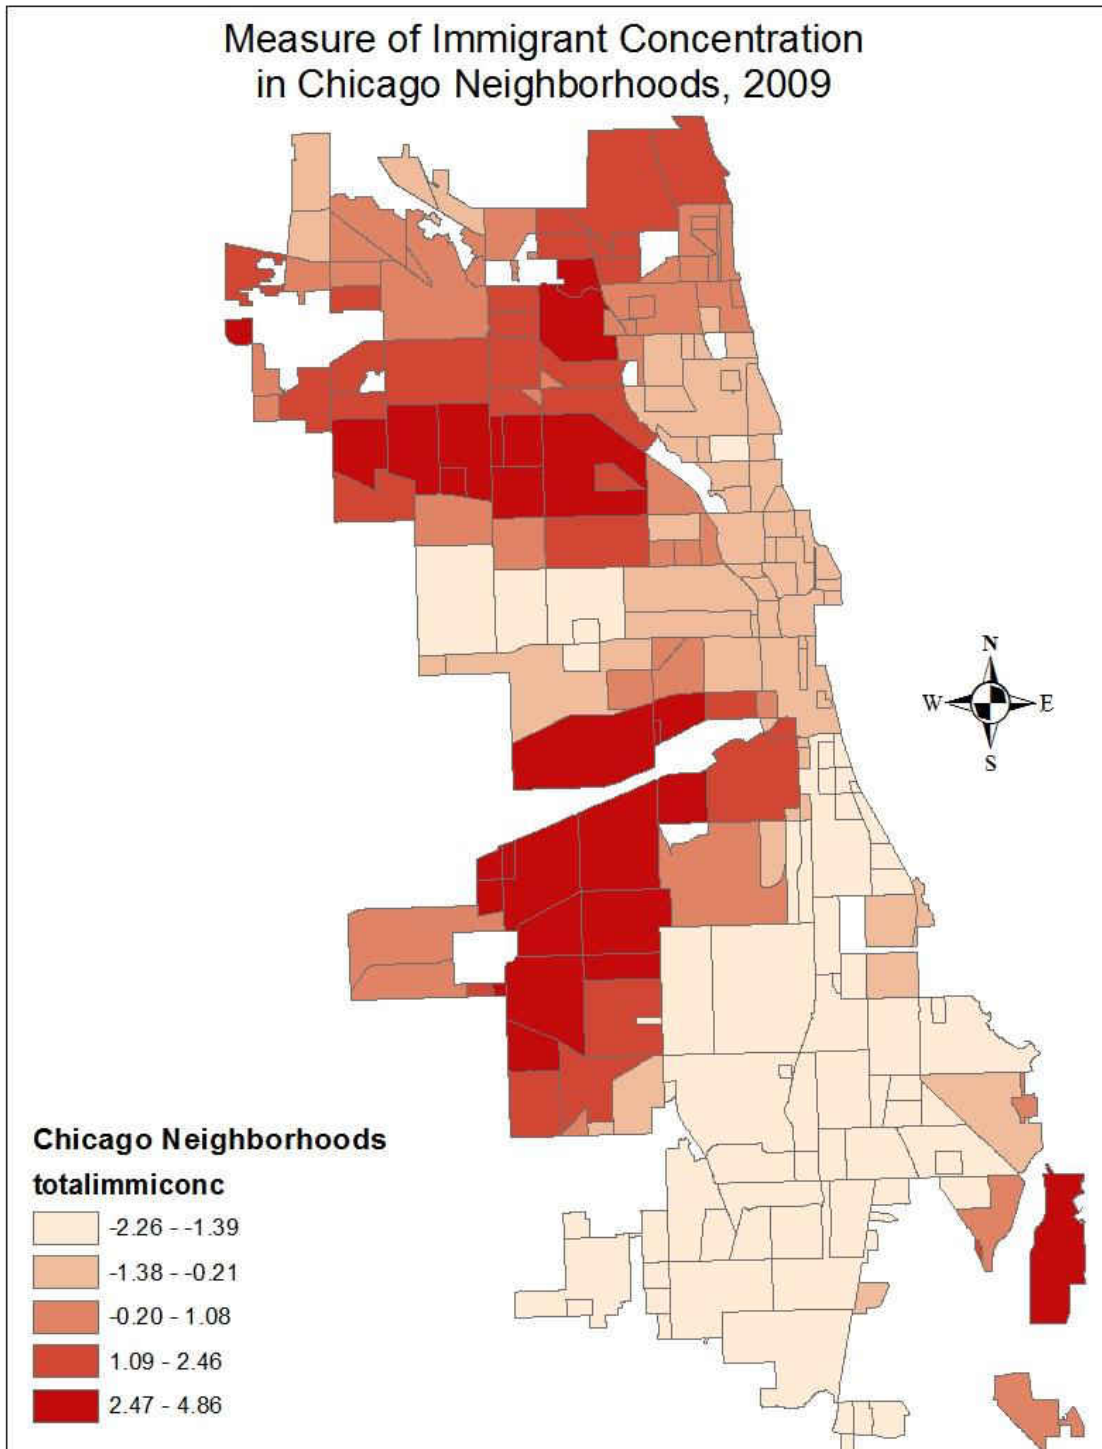 Measure of Immigrant Concentration
in Chicago Neighborhoods, 2009
N
W E
S
Chicago Neighborhoods
totalimmiconc
-2.26 - -1.39
-1.38 - -0.21
-0.20 - 1.08
1.09 - 2.46
2.47 - 4.86